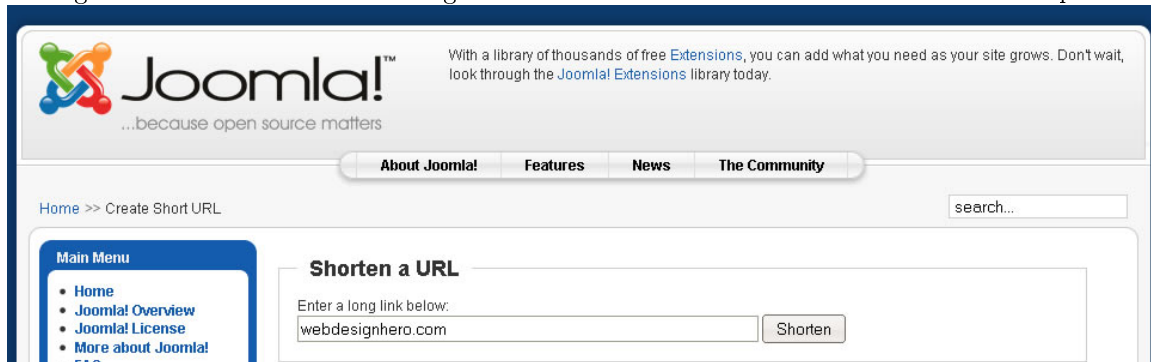 Joomla!™
...because open source matters
With a library of thousands of free Extensions, you can add what you need as your site grows. Don't wait,
look through the Joomla! Extensions library today.
About Joomla! Features News The Community
Home >> Create Short URL
search...
Main Menu
Home
Joomla! Overview
Joomla! License
More about Joomla!
Shorten a URL
Enter a long link below:
webdesignhero.com
Shorten